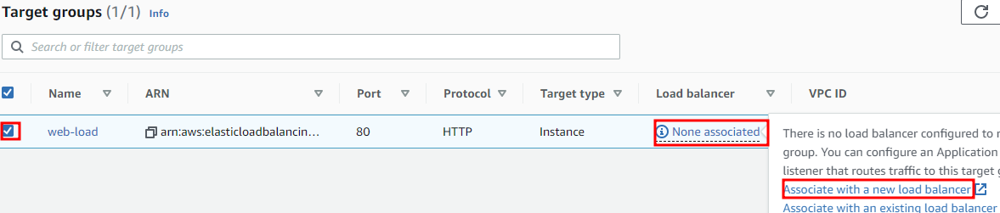 Target groups (1/1) Info
Search or filter target groups
Name ARN Port Protocol Target type Load balancer VPC ID
web-load arn:aws:elasticloadbalancin... 80 HTTP Instance None associated
There is no load balancer configured to
group. You can configure an Application
listener that routes traffic to this target
Associate with a new load balancer
Associate with an existing load balancer